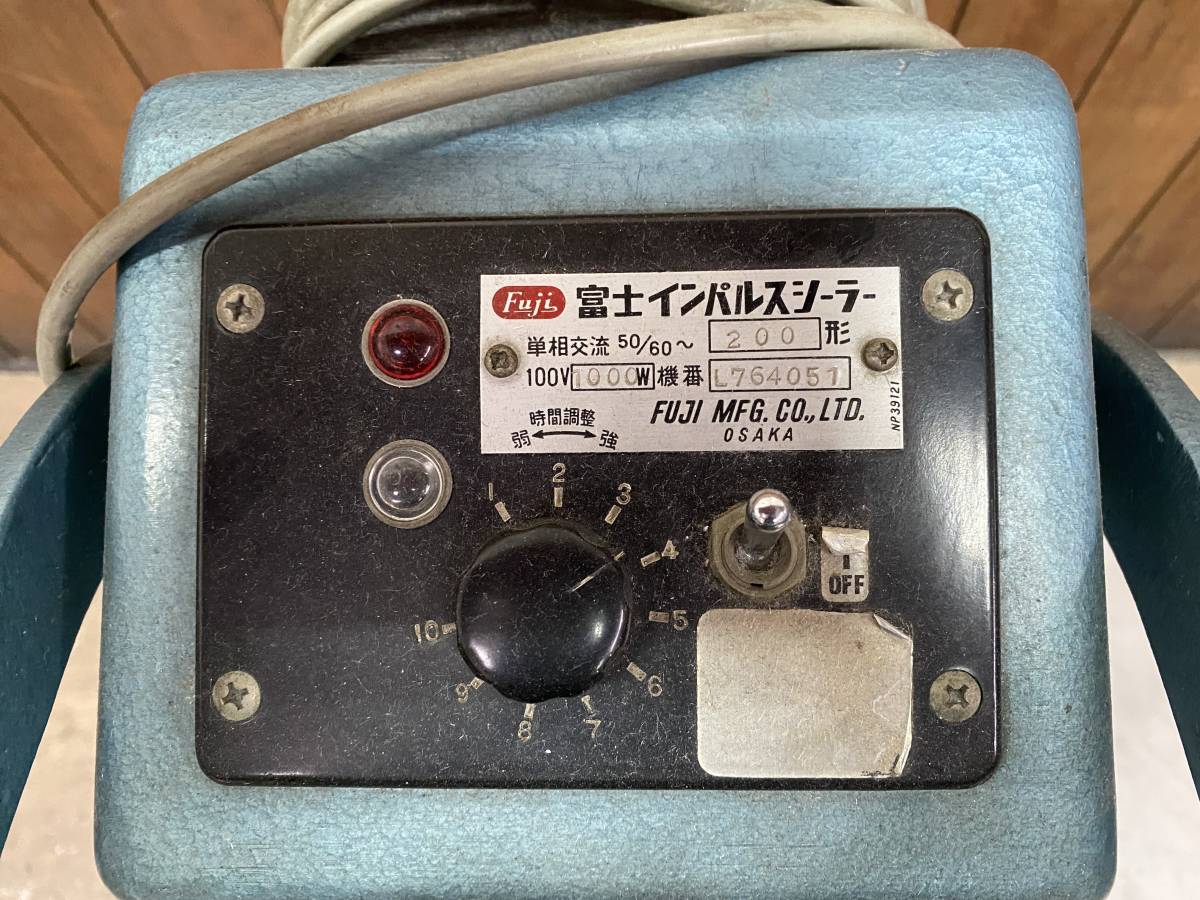 Fuji 富士インパルスシーラー
単相交流 50/60〜 200 形
100V 1000W 機番 L764051
時間調整
弱 強
FUJI MFG. CO., LTD.
OSAKA
NP39121
1
2
3
4
5
6
7
8
9
10
OFF